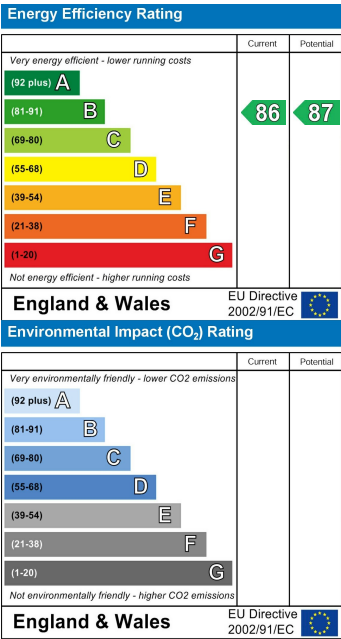 Energy Efficiency Rating
Current Potential
Very energy efficient - lower running costs
(92 plus) A
(81-91) B 86 87
(69-80) C
(55-68) D
(39-54) E
(21-38) F
(1-20) G
Not energy efficient - higher running costs
England & Wales EU Directive 2002/91/EC
Environmental Impact (CO₂) Rating
Current Potential
Very environmentally friendly - lower CO2 emissions
(92 plus) A
(81-91) B
(69-80) C
(55-68) D
(39-54) E
(21-38) F
(1-20) G
Not environmentally friendly - higher CO2 emissions
England & Wales EU Directive 2002/91/EC